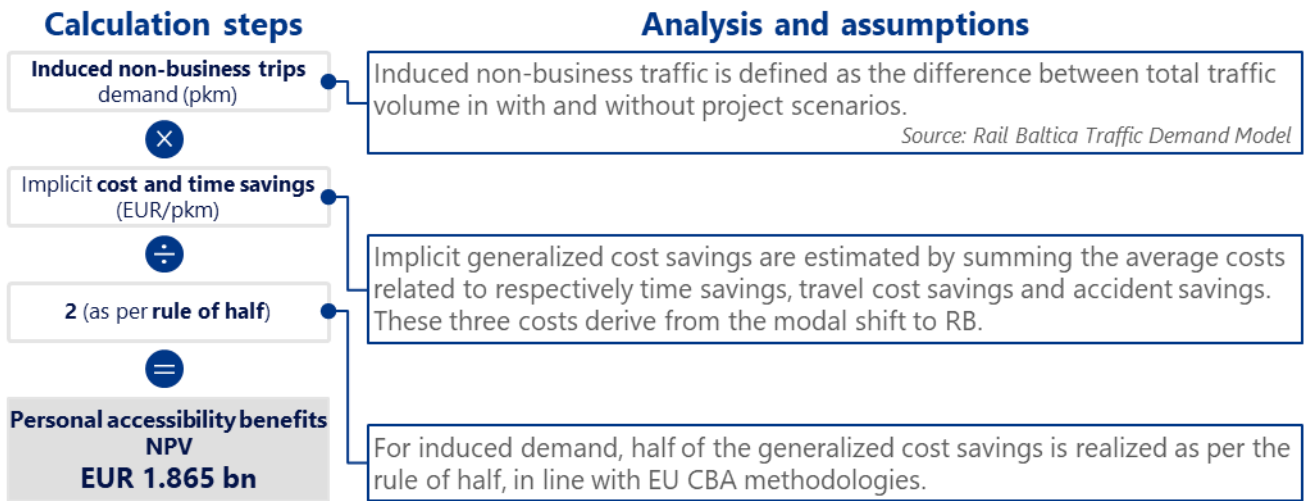 Calculation steps
Analysis and assumptions
Induced non-business trips
demand (pkm)
Induced non-business traffic is defined as the difference between total traffic
volume in with and without project scenarios.
Source: Rail Baltica Traffic Demand Model
×
Implicit cost and time savings
(EUR/pkm)
÷
Implicit generalized cost savings are estimated by summing the average costs
related to respectively time savings, travel cost savings and accident savings.
These three costs derive from the modal shift to RB.
2 (as per rule of half)
=
Personal accessibility benefits
NPV
EUR 1.865 bn
For induced demand, half of the generalized cost savings is realized as per the
rule of half, in line with EU CBA methodologies.